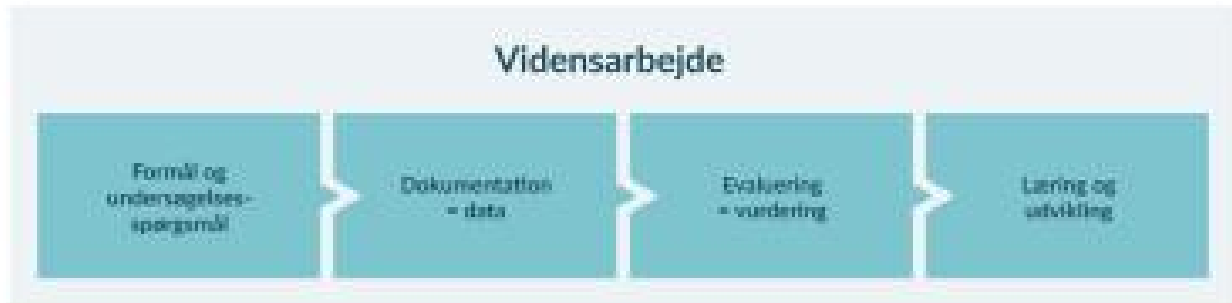 Vidensarbejde
Formål og
undersøgelses-
spørgsmål
Dokumentation
= data
Evaluering
= vurdering
Læring og
udvikling